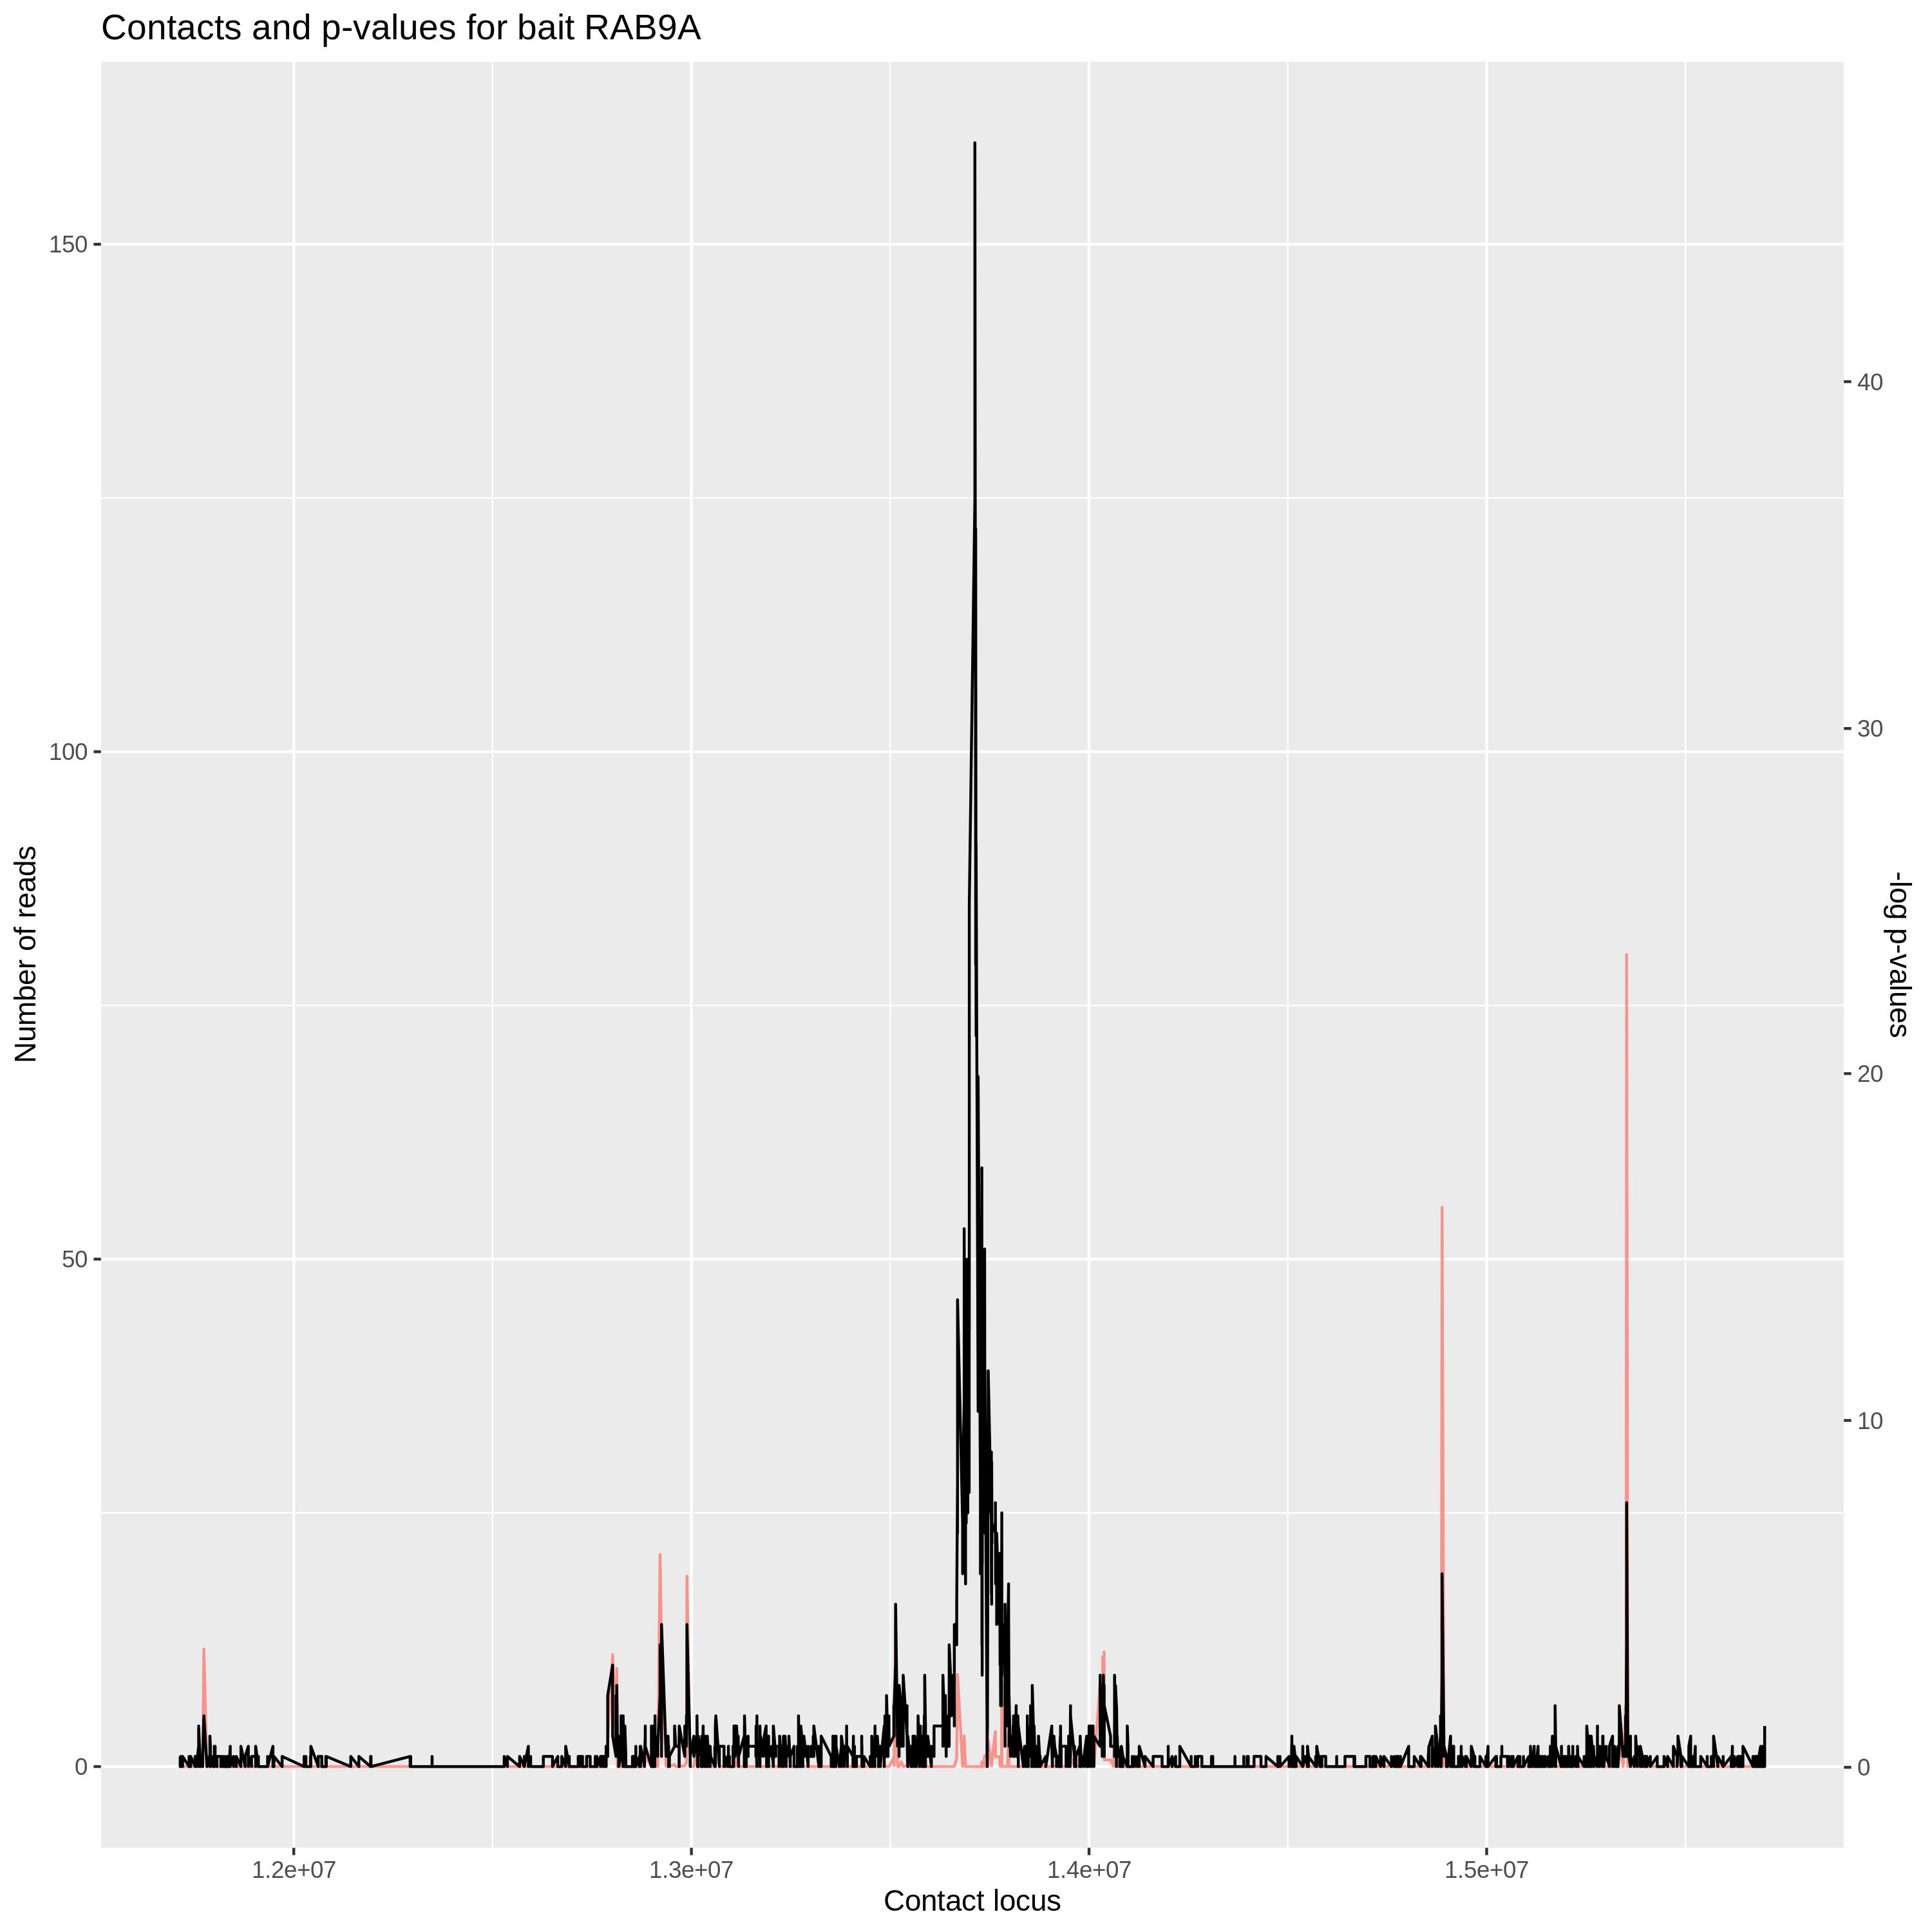 Contacts and p-values for bait RAB9A
150
100
50
0
40
30
20
10
0
Number of reads
-log p-values
1.2e+07
1.3e+07
1.4e+07
1.5e+07
Contact locus